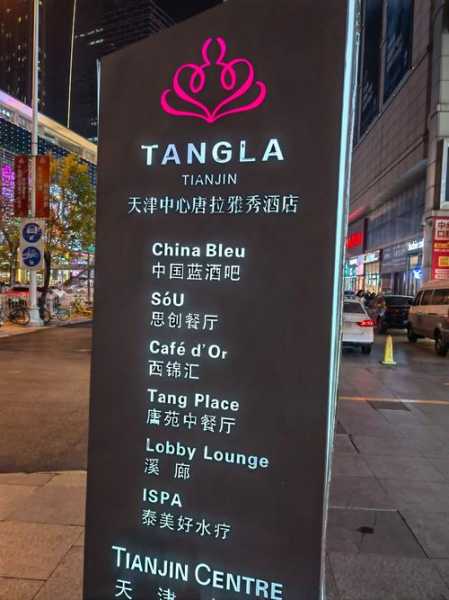 TANGLA
TIANJIN
天津中心唐拉雅秀酒店
China Bleu
中国蓝酒吧
SóU
思创餐厅
Café d'Or
西锦汇
Tang Place
唐苑中餐厅
Lobby Lounge
溪廊
ISPA
泰美好水疗
TIANJIN CENTRE
天津